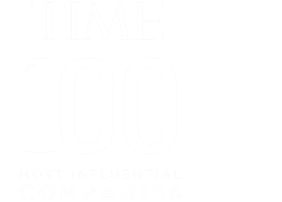 TIME
100
MOST INFLUENTIAL
COMPANIES